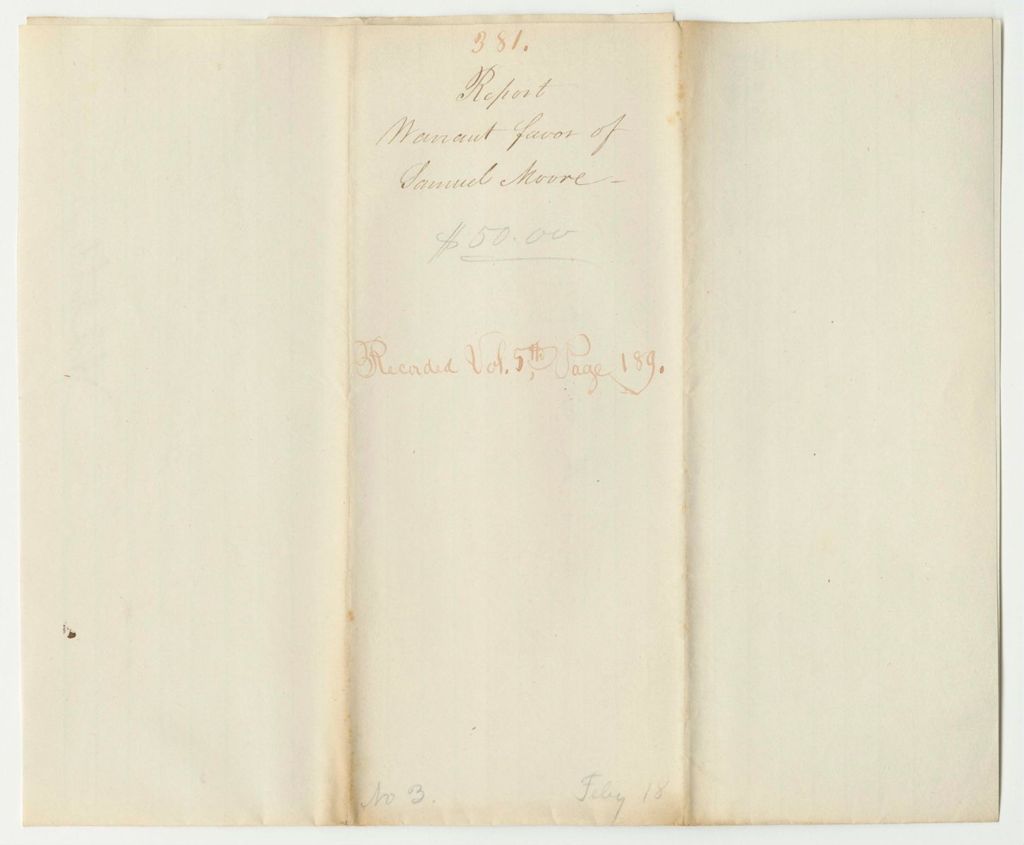 381.
Report
Warrant favor of
Samuel Moore -
$50.00
Recorded Vol. 5th, Page 189.
No 3. Feby 18